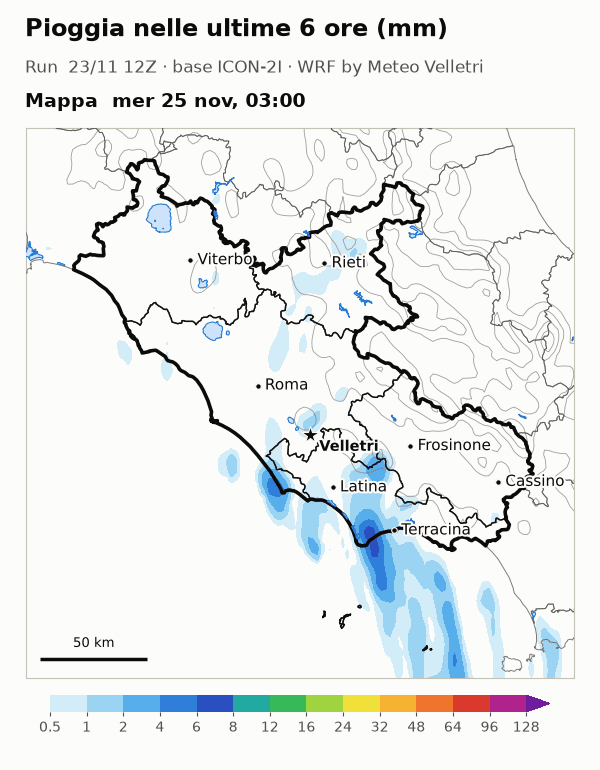 Pioggia nelle ultime 6 ore (mm)
Run  23/11 12Z · base ICON-2I · WRF by Meteo Velletri
Mappa  mer 25 nov, 03:00
Viterbo
Rieti
Roma
Velletri
Frosinone
Latina
Cassino
Terracina
50 km
0.5 1 2 4 6 8 12 16 24 32 48 64 96 128